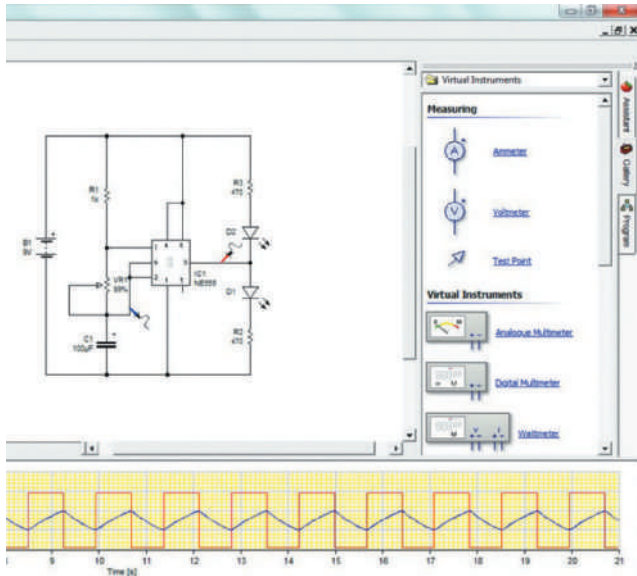 Virtual Instruments
Measuring
Ammeter
Voltmeter
Test Point
Virtual Instruments
Analogue Multimeter
Digital Multimeter
Wattmeter
Assistant
Gallery
Program
R1
1k
B1
9V
VR1
89%
C1
100µF
IC1
NE555
R3
470
D2
D1
R2
470
9 10 11 12 13 14 15 16 17 18 19 20 21
Time [s]